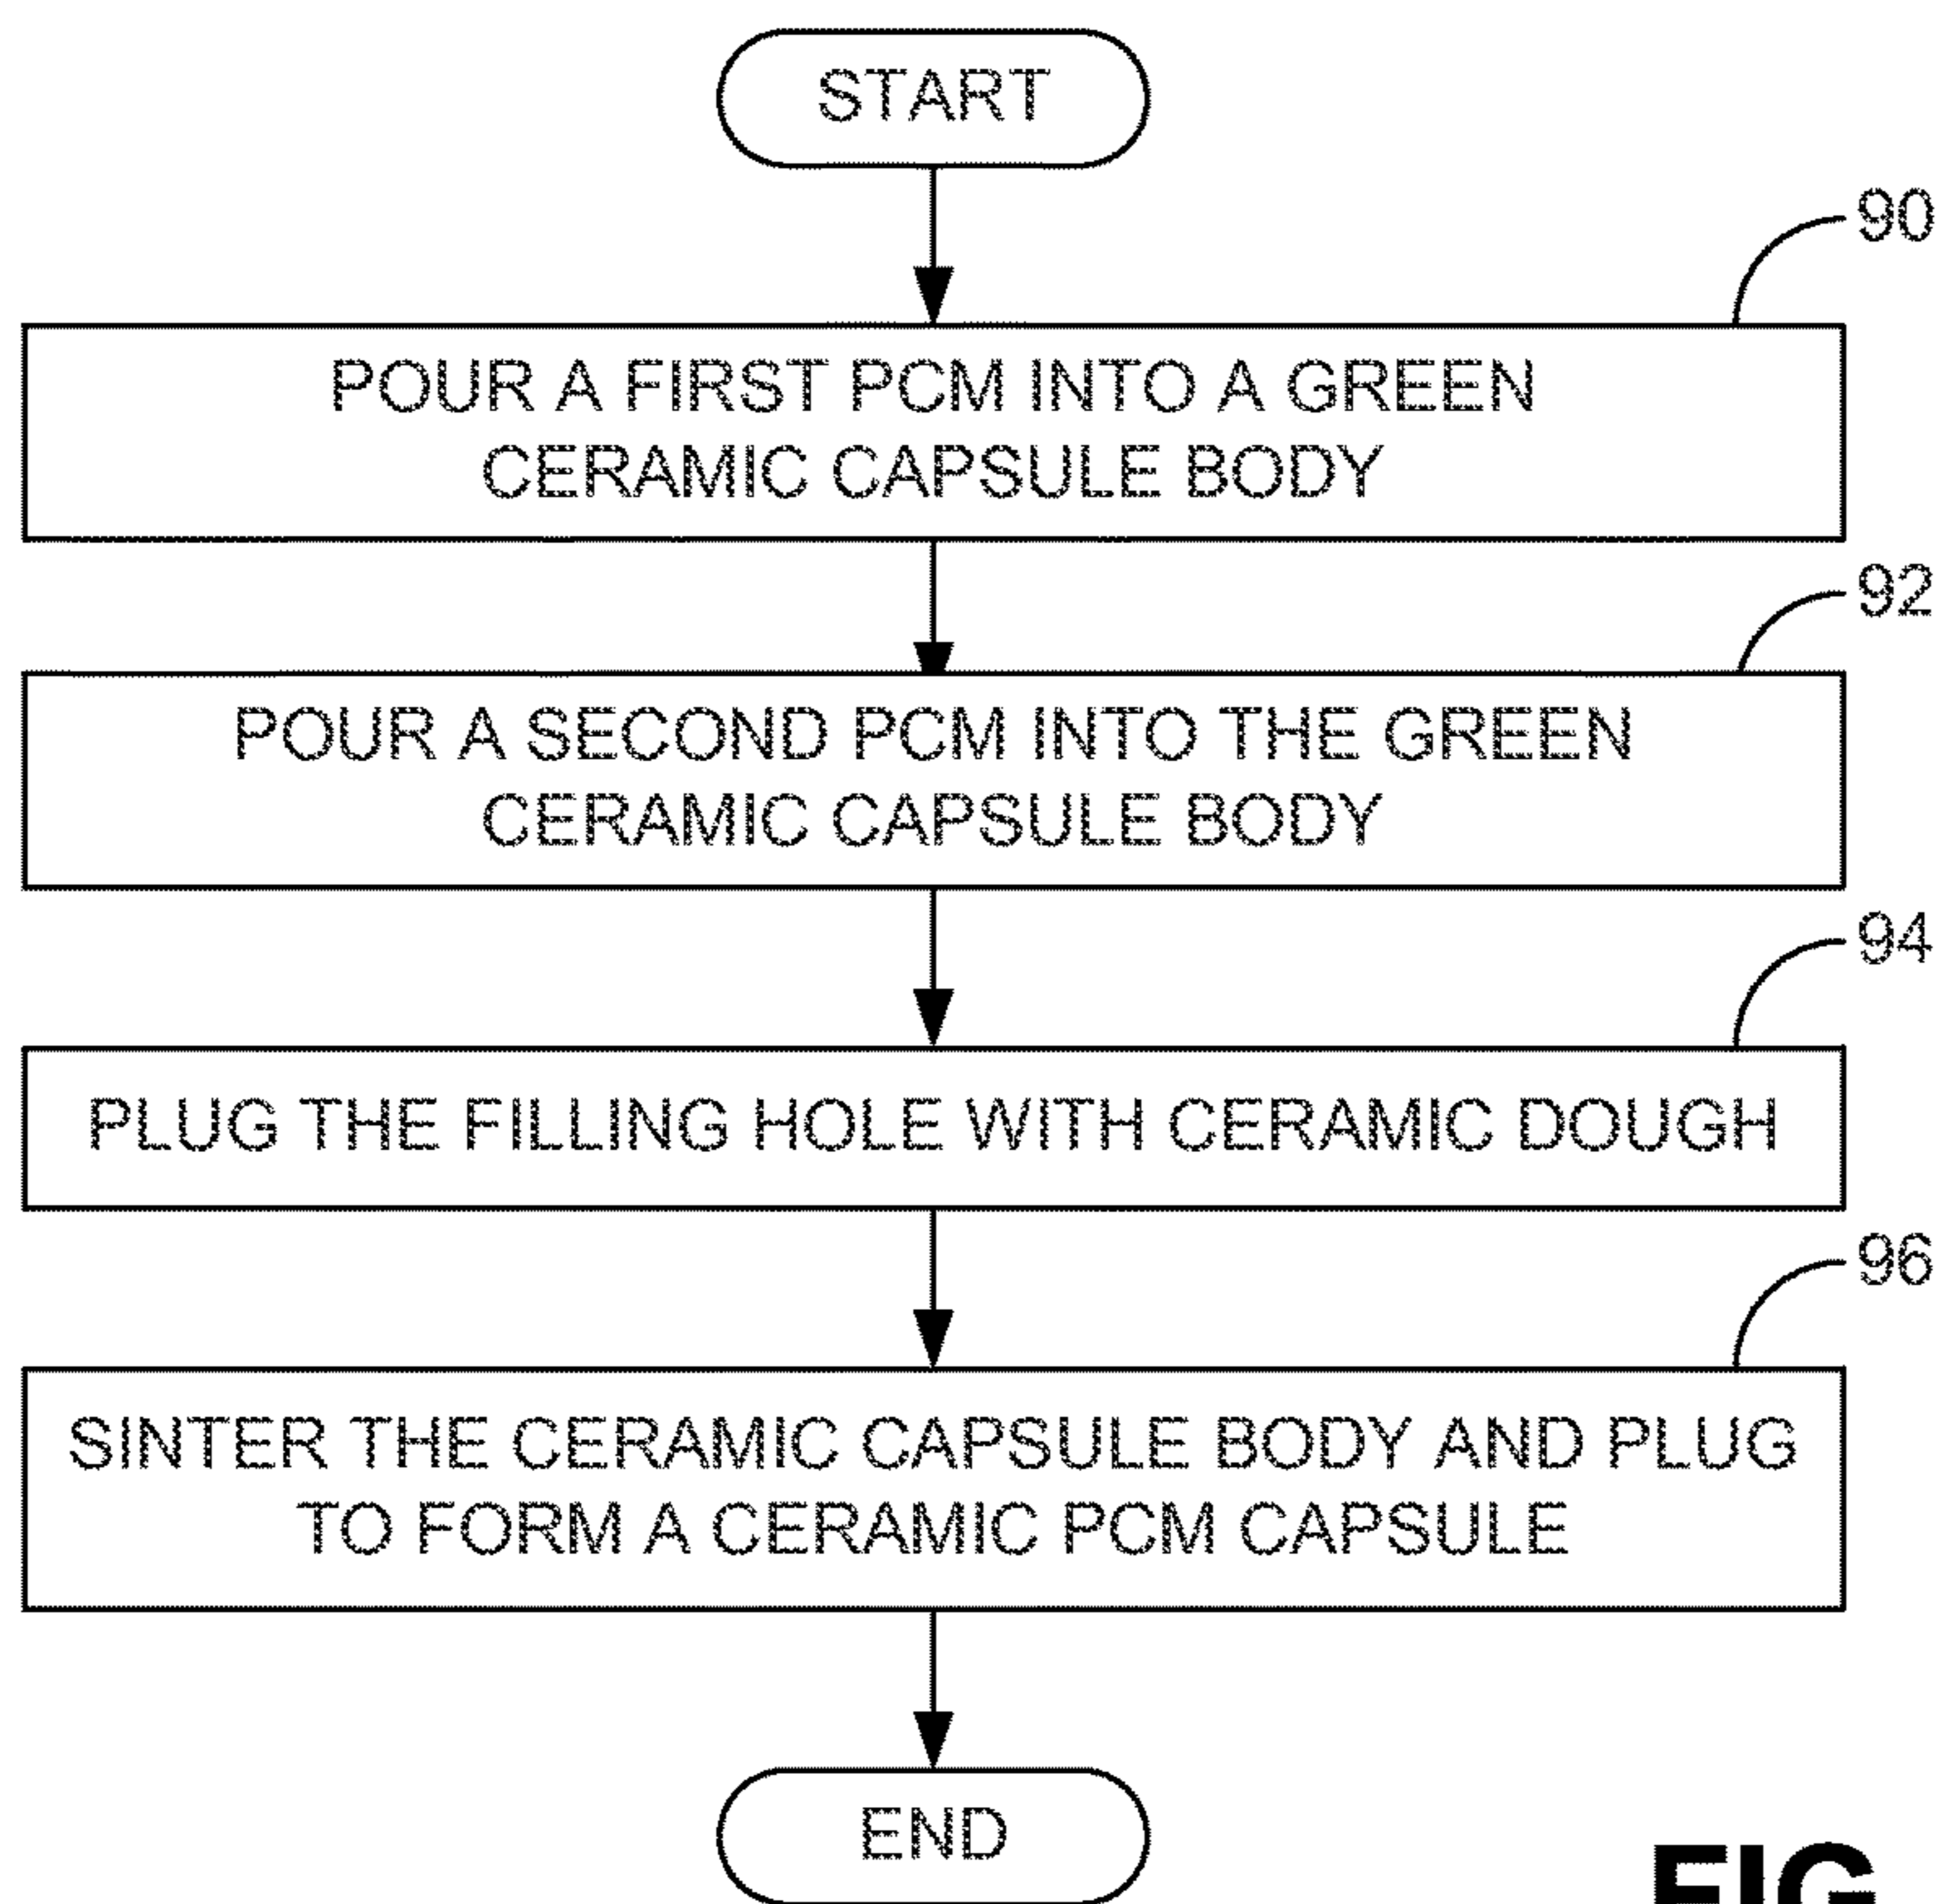 START
90
POUR A FIRST PCM INTO A GREEN
CERAMIC CAPSULE BODY
92
POUR A SECOND PCM INTO THE GREEN
CERAMIC CAPSULE BODY
94
PLUG THE FILLING HOLE WITH CERAMIC DOUGH
96
SINTER THE CERAMIC CAPSULE BODY AND PLUG
TO FORM A CERAMIC PCM CAPSULE
END
FIG